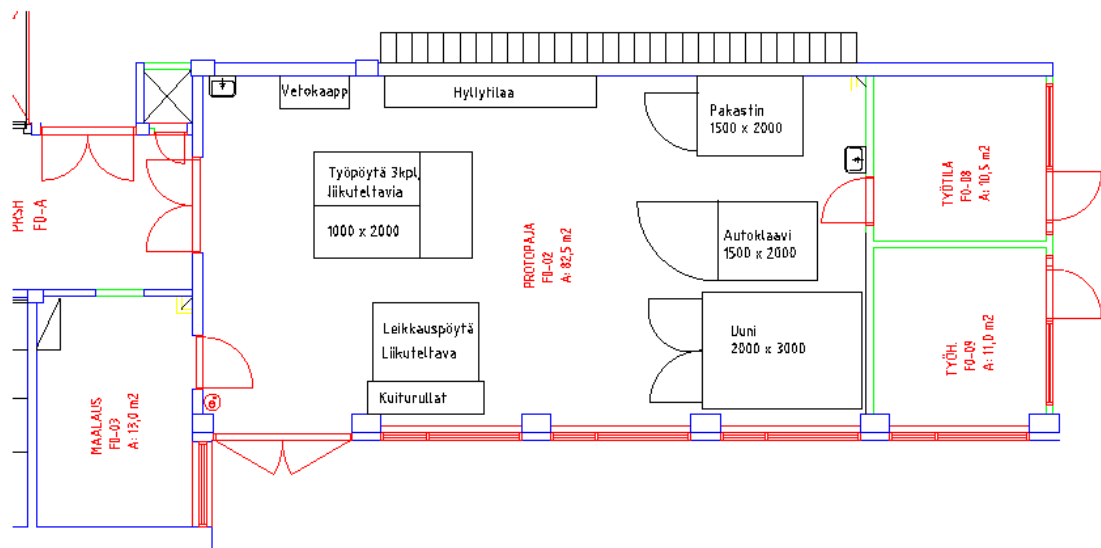 Vetokaapp
Hyllytilaa
Pakastin
1500 x 2000
Työpöytä 3kpl,
liikuteltavia
1000 x 2000
Autoklaavi
1500 x 2000
Leikkauspöytä
Liikuteltava
Kuiturullat
Uuni
2000 x 3000
PRSH
F0-A
PROTOPAJA
F0-02
A: 82,5 m2
TYÖTILA
F0-08
A: 10,5 m2
TYÖH.
F0-09
A: 11,0 m2
MAALAUS
F0-03
A: 13,0 m2